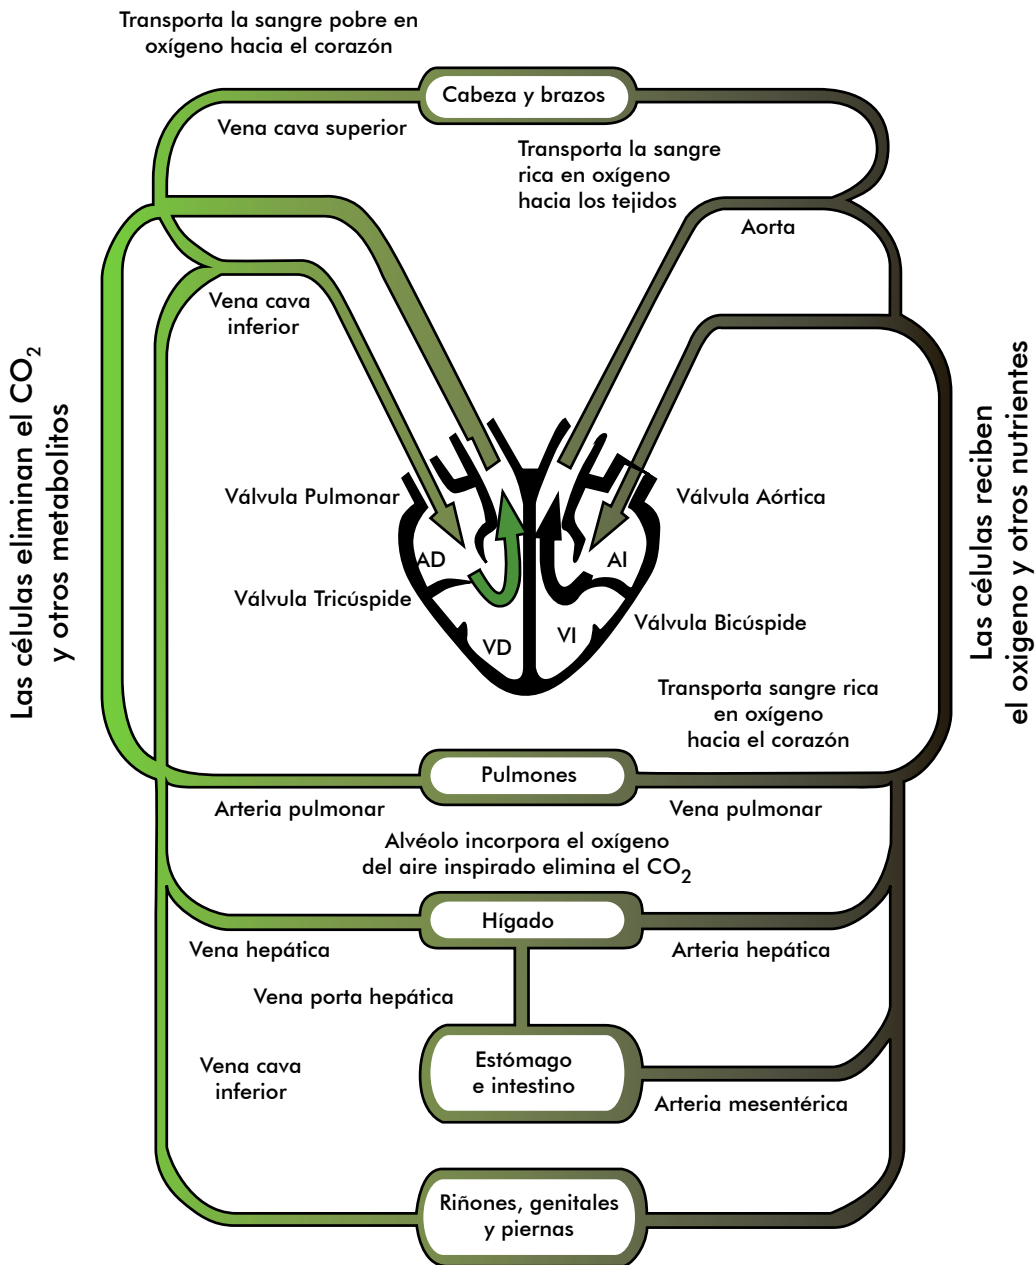 Transporta la sangre pobre en
oxígeno hacia el corazón
Cabeza y brazos
Vena cava superior
Transporta la sangre
rica en oxígeno
hacia los tejidos
Aorta
Vena cava
inferior
Las células eliminan el CO2
y otros metabolitos
Las células reciben
el oxigeno y otros nutrientes
Válvula Pulmonar
Válvula Aórtica
AD
AI
Válvula Tricúspide
Válvula Bicúspide
VD
VI
Transporta sangre rica
en oxígeno
hacia el corazón
Pulmones
Arteria pulmonar
Vena pulmonar
Alvéolo incorpora el oxígeno
del aire inspirado elimina el CO2
Hígado
Vena hepática
Arteria hepática
Vena porta hepática
Estómago
e intestino
Vena cava
inferior
Arteria mesentérica
Riñones, genitales
y piernas